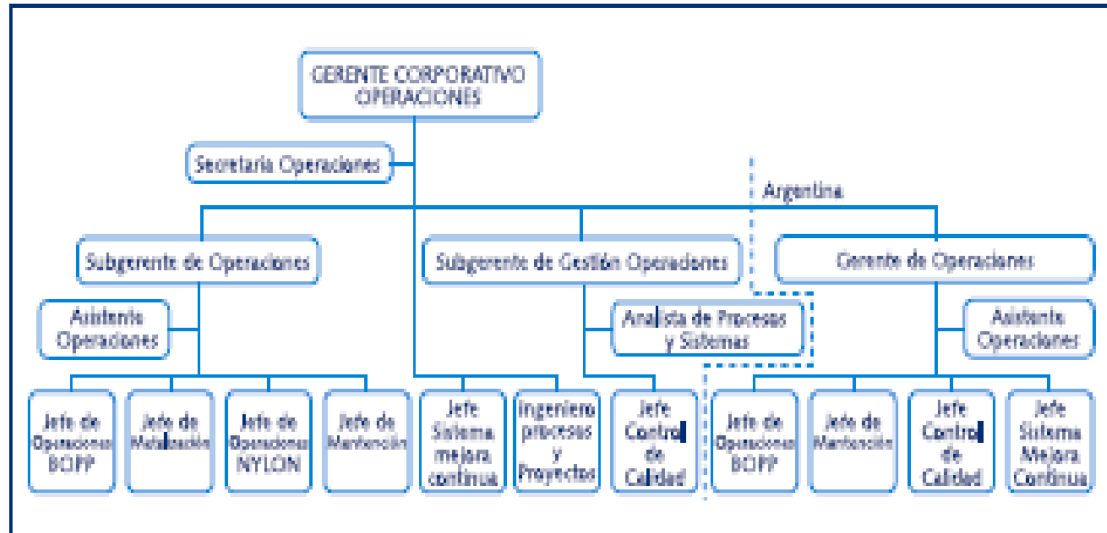 GERENTE CORPORATIVO
OPERACIONES
Secretaria Operaciones
Argentina
Subgerente de Operaciones
Subgerente de Gestión Operaciones
Gerente de Operaciones
Asistente
Operaciones
Analista de Procesos
y Sistemas
Asistente
Operaciones
Jefe de
Operaciones
BOPP
Jefe de
Metalización
Jefe de
Operaciones
NYLON
Jefe de
Mantención
Jefe
Sistema
mejora
continua
ingeniero
procesos
y
Proyectos
Jefe
Control
de
Calidad
Jefe de
Operaciones
BOPP
Jefe de
Mantención
Jefe
Control
de
Calidad
Jefe
Sistema
Mejora
Continua